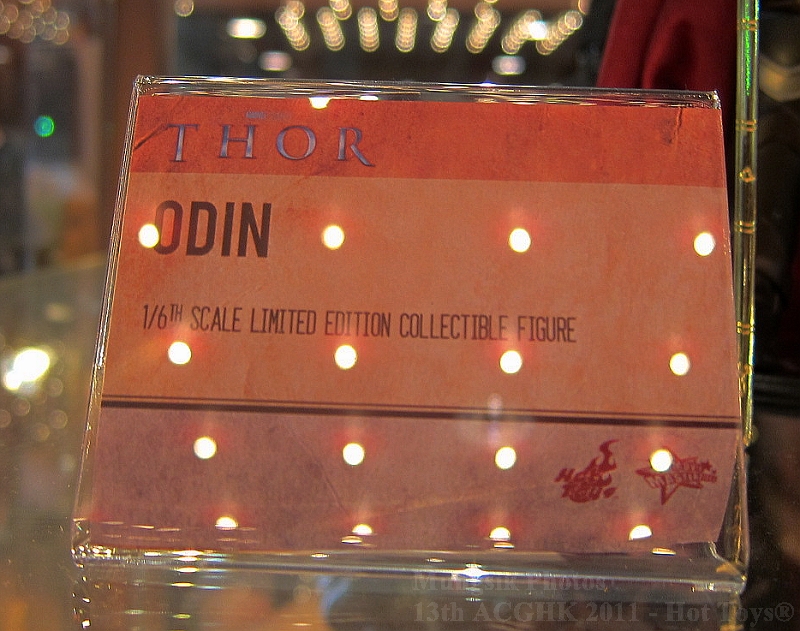 THOR
ODIN
1/6TH SCALE LIMITED EDITION COLLECTIBLE FIGURE
13th ACGHK 2011 - Hot Toys®